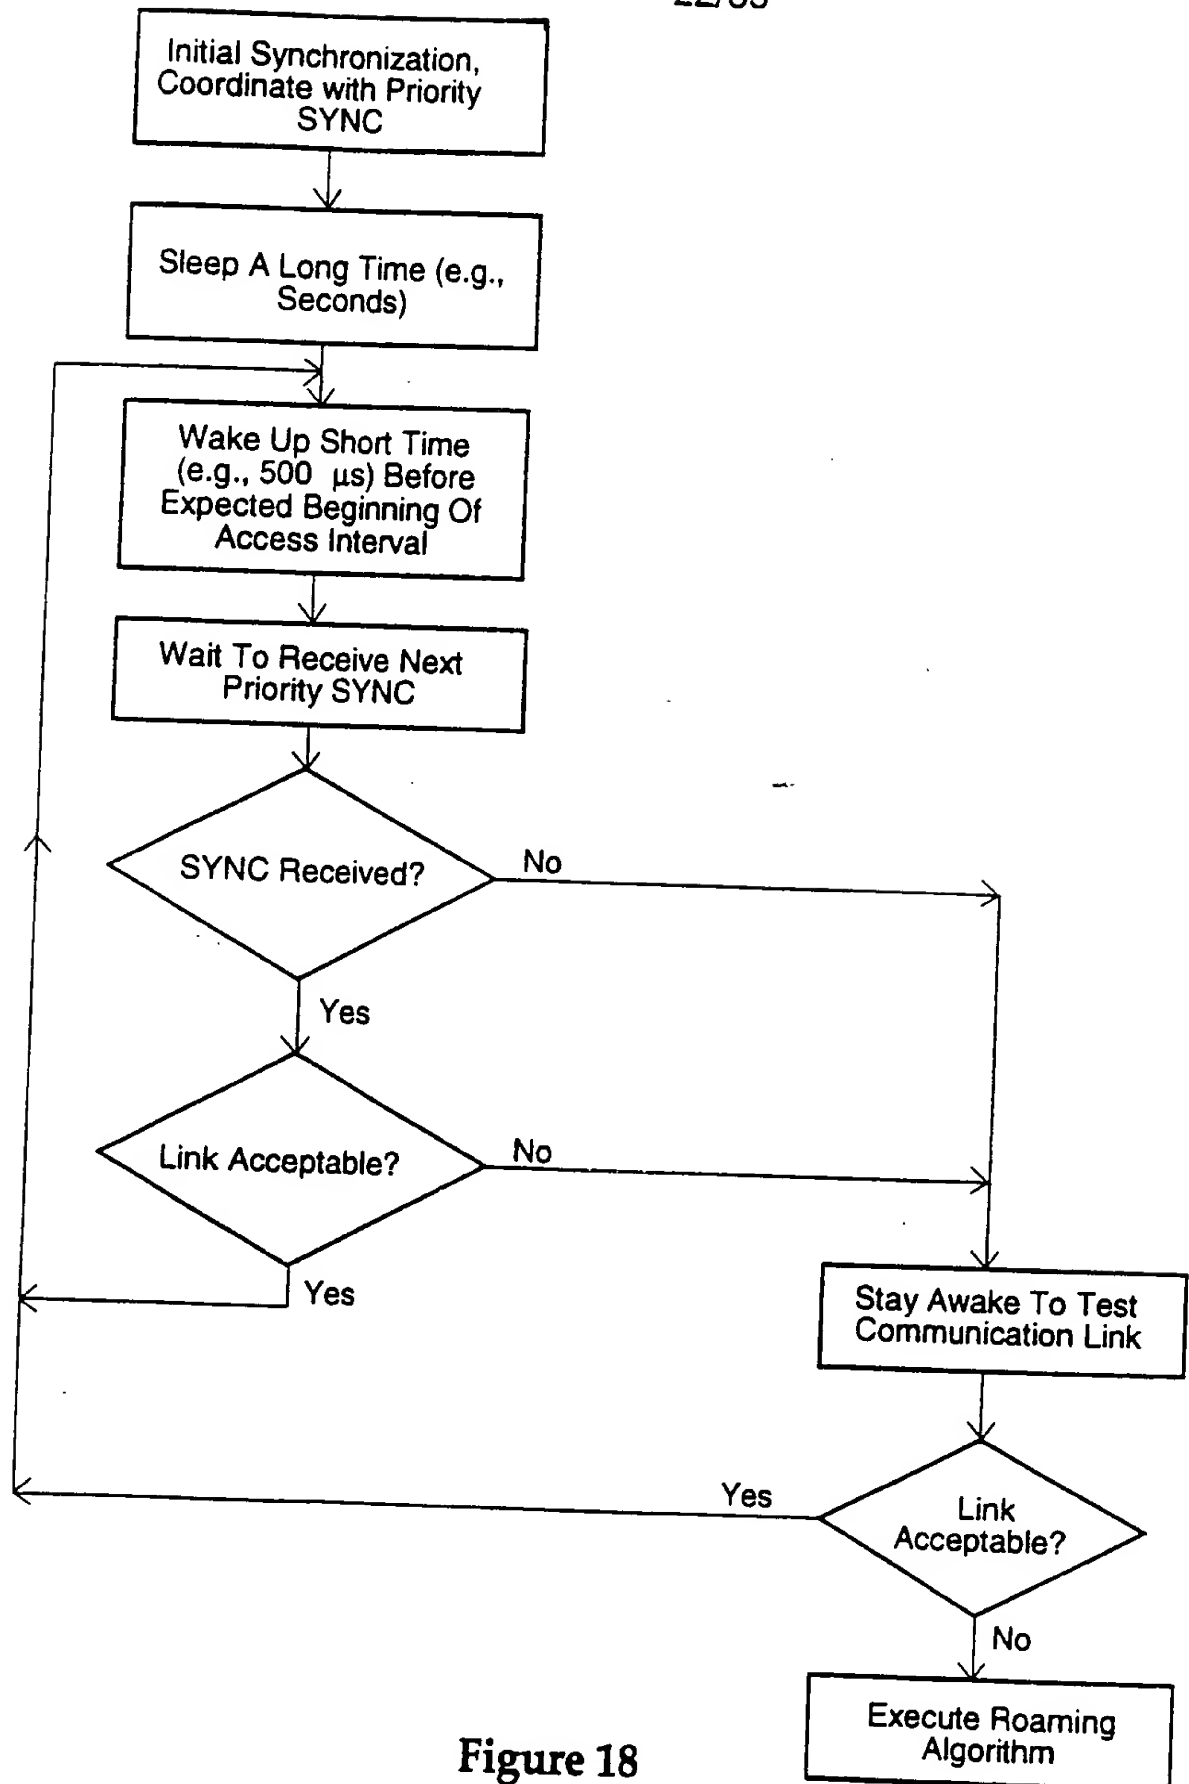 Initial Synchronization,
Coordinate with Priority
SYNC
Sleep A Long Time (e.g.,
Seconds)
Wake Up Short Time
(e.g., 500 µs) Before
Expected Beginning Of
Access Interval
Wait To Receive Next
Priority SYNC
SYNC Received?
No
Yes
Link Acceptable?
No
Yes
Stay Awake To Test
Communication Link
Link
Acceptable?
Yes
No
Execute Roaming
Algorithm
Figure 18